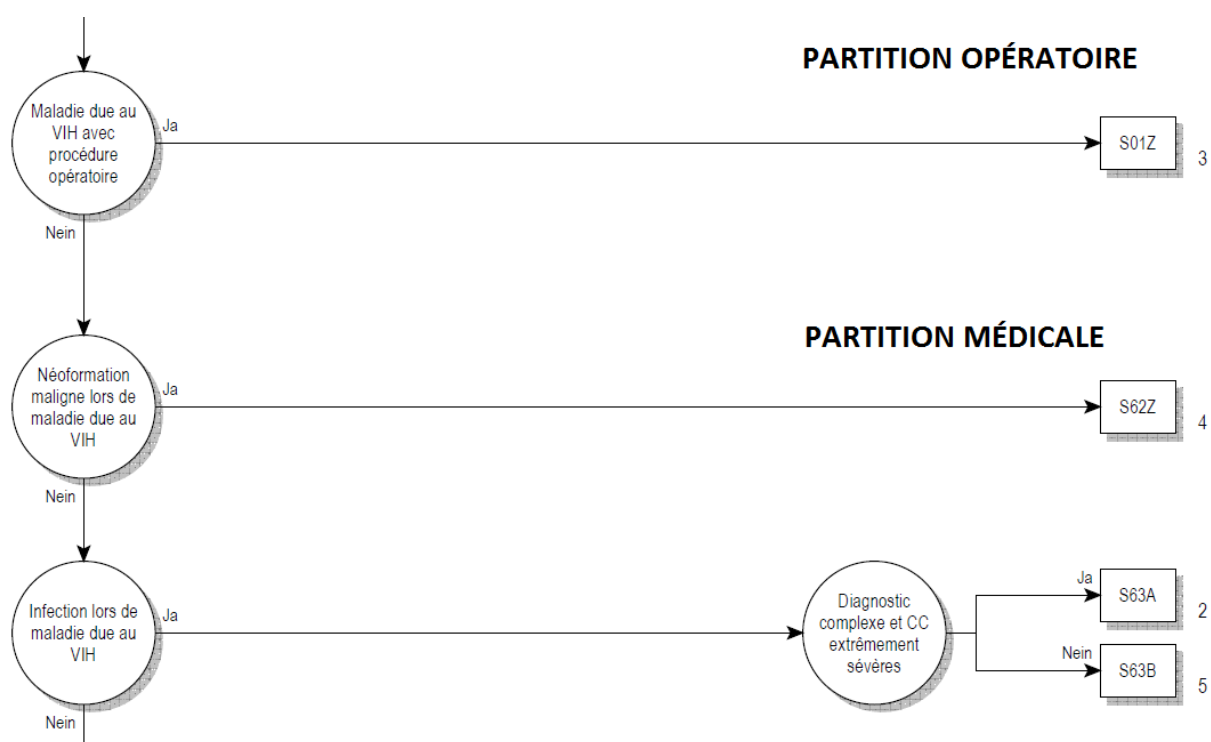 PARTITION OPÉRATOIRE
Maladie due au
VIH avec
procédure
opératoire
Ja
S01Z
3
Nein
PARTITION MÉDICALE
Néoformation
maligne lors de
maladie due au
VIH
Ja
S62Z
4
Nein
Infection lors de
maladie due au
VIH
Ja
Diagnostic
complexe et CC
extrêmement
sévères
Ja
S63A
2
Nein
S63B
5
Nein